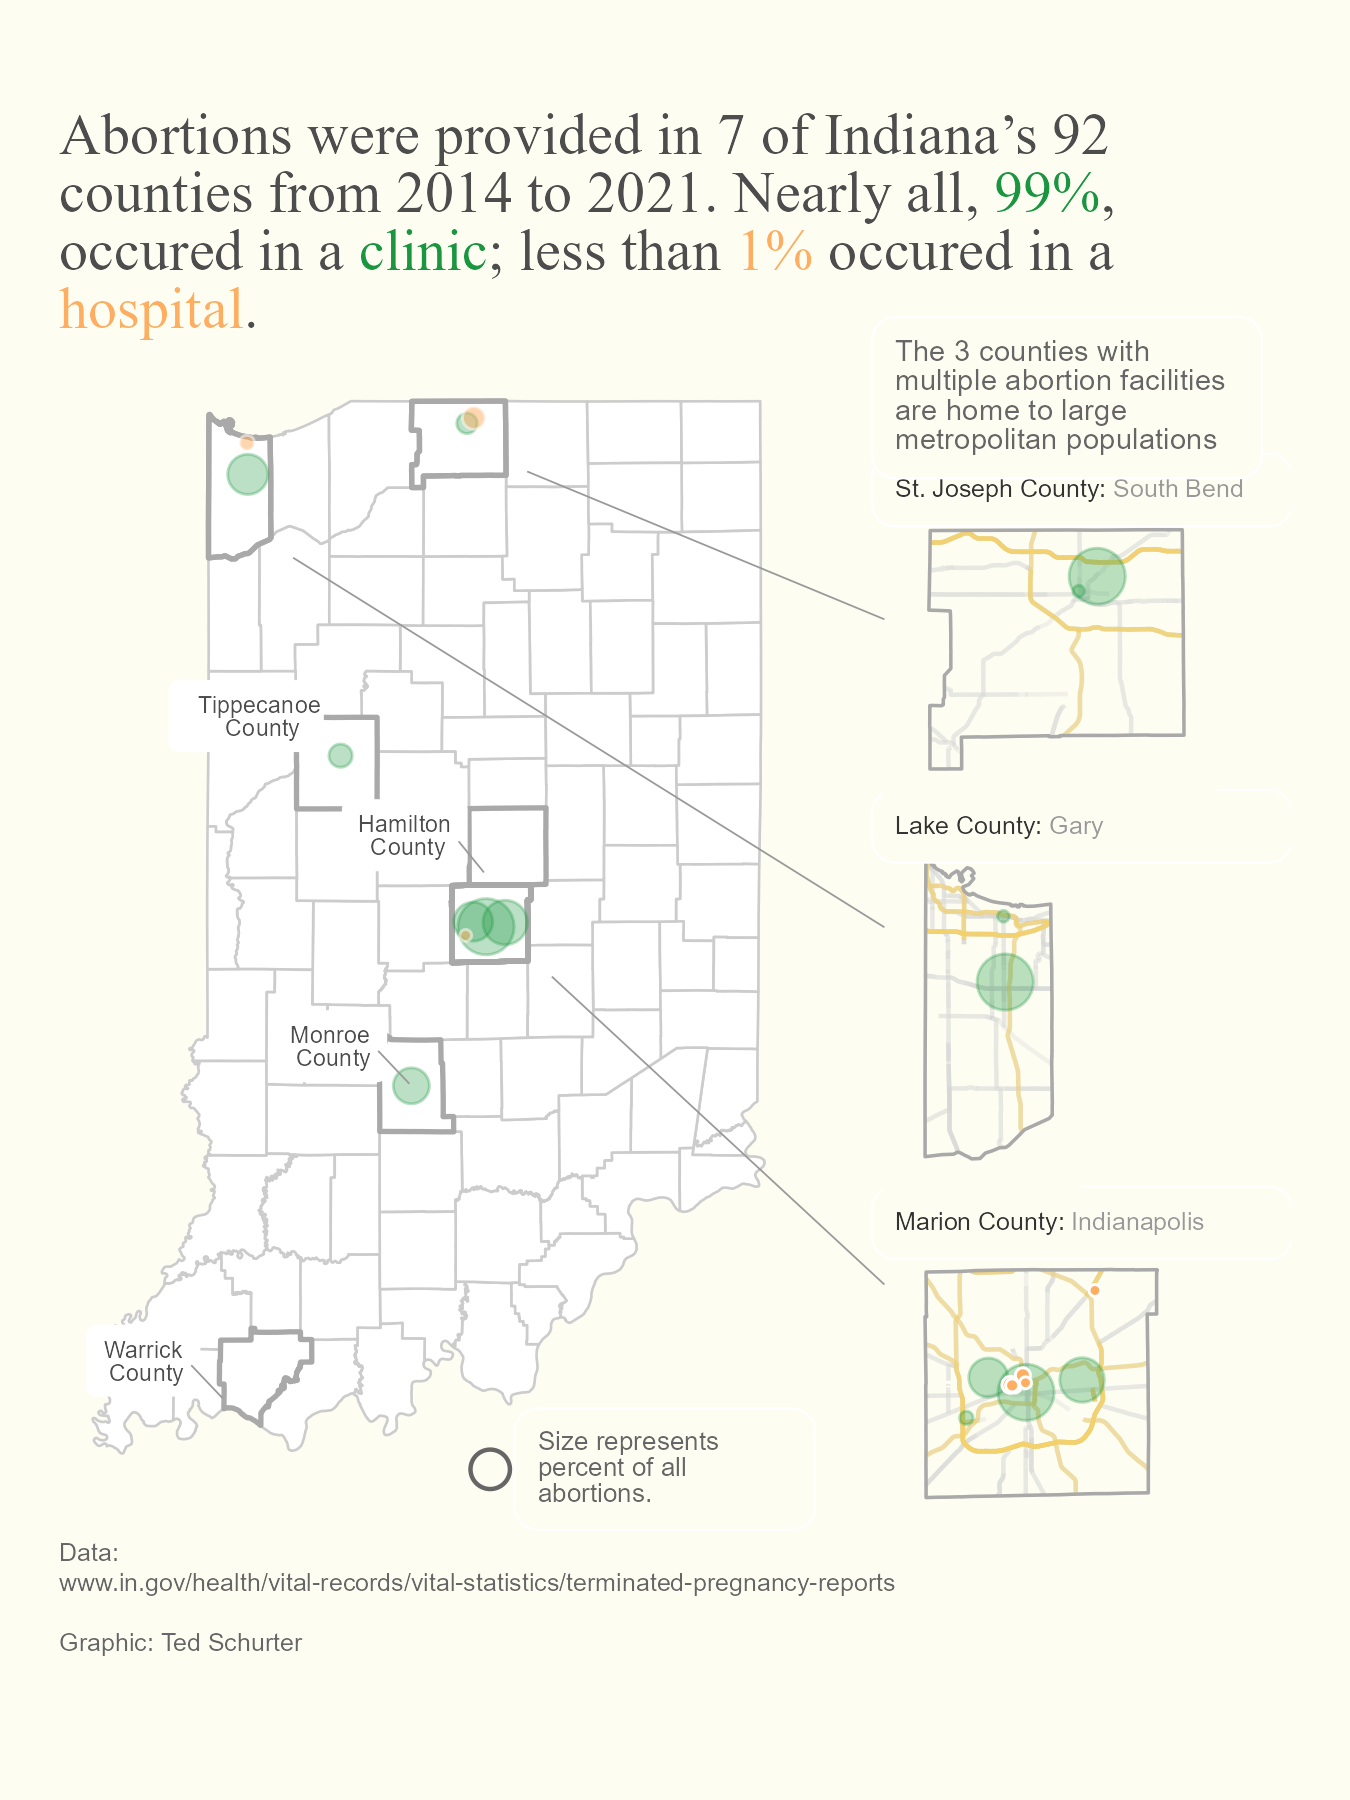 Abortions were provided in 7 of Indiana’s 92
counties from 2014 to 2021. Nearly all, 99%,
occured in a clinic; less than 1% occured in a
hospital.
The 3 counties with
multiple abortion facilities
are home to large
metropolitan populations
St. Joseph County: South Bend
Tippecanoe
County
Hamilton
County
Lake County: Gary
Monroe
County
Marion County: Indianapolis
Warrick
County
Size represents
percent of all
abortions.
Data:
www.in.gov/health/vital-records/vital-statistics/terminated-pregnancy-reports
Graphic: Ted Schurter